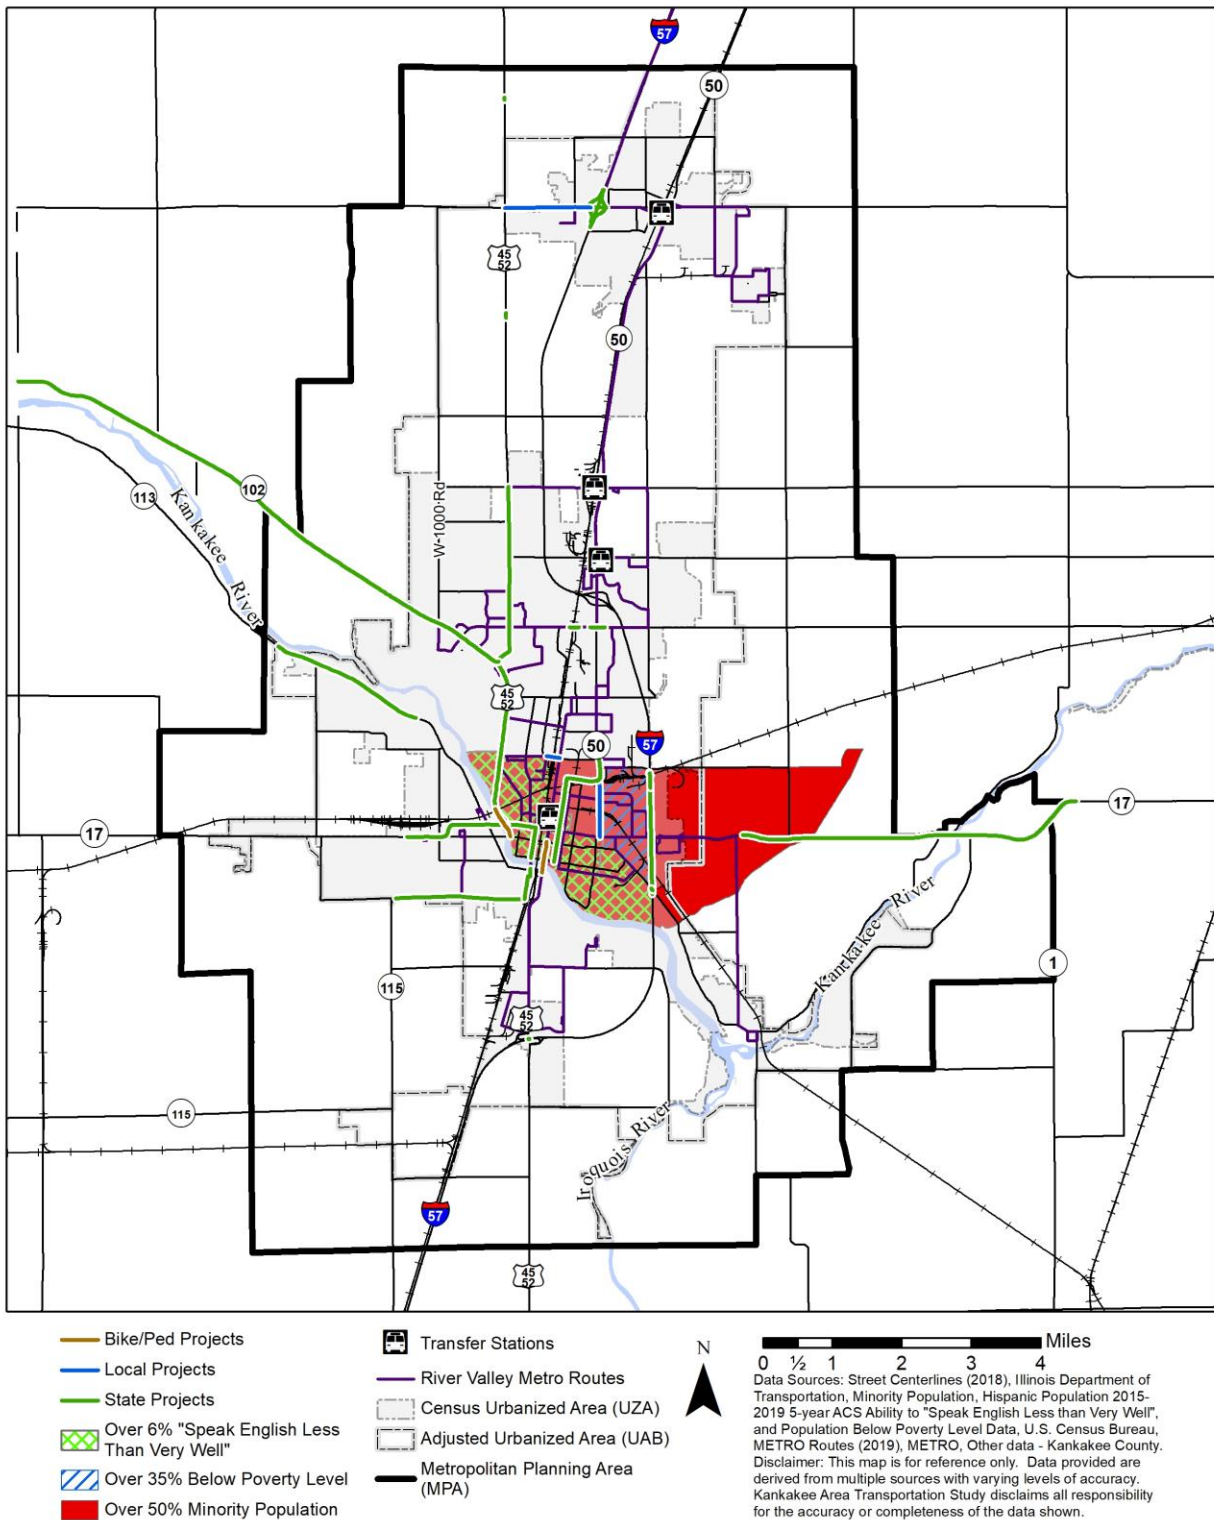 57
50
45
52
50
W-1000-Rd
102
113
Kankakee River
45
52
50
57
17
17
Kankakee River
1
115
45
52
115
Iroquois River
57
45
52
Bike/Ped Projects
Local Projects
State Projects
Over 6% "Speak English Less
Than Very Well"
Over 35% Below Poverty Level
Over 50% Minority Population
Transfer Stations
River Valley Metro Routes
Census Urbanized Area (UZA)
Adjusted Urbanized Area (UAB)
Metropolitan Planning Area
(MPA)
N
Miles
0 ½ 1 2 3 4
Data Sources: Street Centerlines (2018), Illinois Department of
Transportation, Minority Population, Hispanic Population 2015-
2019 5-year ACS Ability to "Speak English Less than Very Well",
and Population Below Poverty Level Data, U.S. Census Bureau,
METRO Routes (2019), METRO, Other data - Kankakee County.
Disclaimer: This map is for reference only. Data provided are
derived from multiple sources with varying levels of accuracy.
Kankakee Area Transportation Study disclaims all responsibility
for the accuracy or completeness of the data shown.